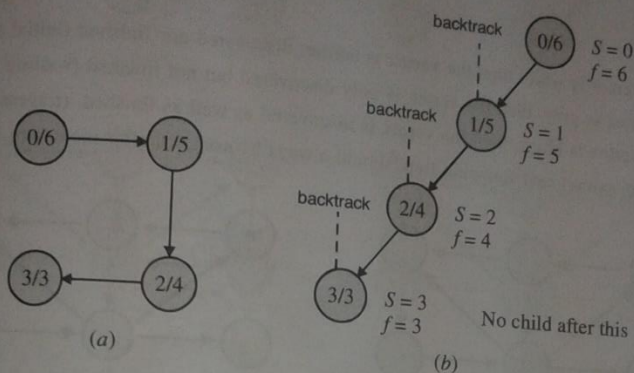 backtrack
0/6
S = 0
f = 6
backtrack
1/5
S = 1
f = 5
0/6
1/5
backtrack
2/4
S = 2
f = 4
3/3
2/4
3/3
S = 3
f = 3
No child after this
(a)
(b)